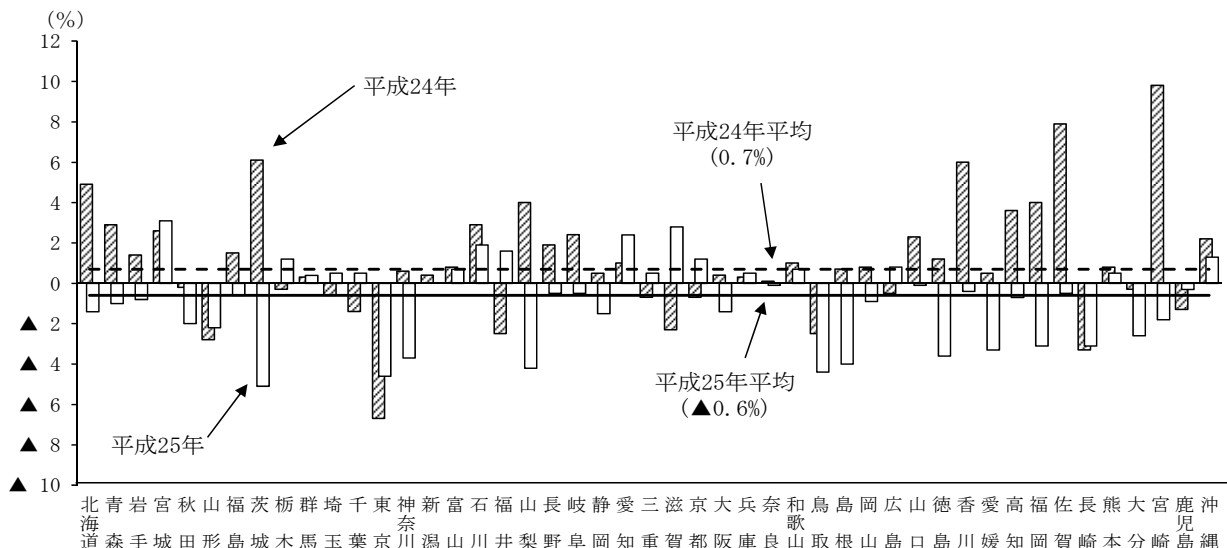 (%)
12
10
8
6
4
2
0
▲ 2
▲ 4
▲ 6
▲ 8
▲ 10
平成24年
平成24年平均
(0.7%)
平成25年平均
(▲0.6%)
平成25年
北海道
青森
岩手
宮城
秋田
山形
福島
茨城
栃木
群馬
埼玉
千葉
東京
神奈川
新潟
富山
石川
福井
山梨
長野
岐阜
静岡
愛知
三重
滋賀
京都
大阪
兵庫
奈良
和歌山
鳥取
島根
岡山
広島
山口
徳島
香川
愛媛
高知
福岡
佐賀
長崎
熊本
大分
宮崎
鹿児島
沖縄